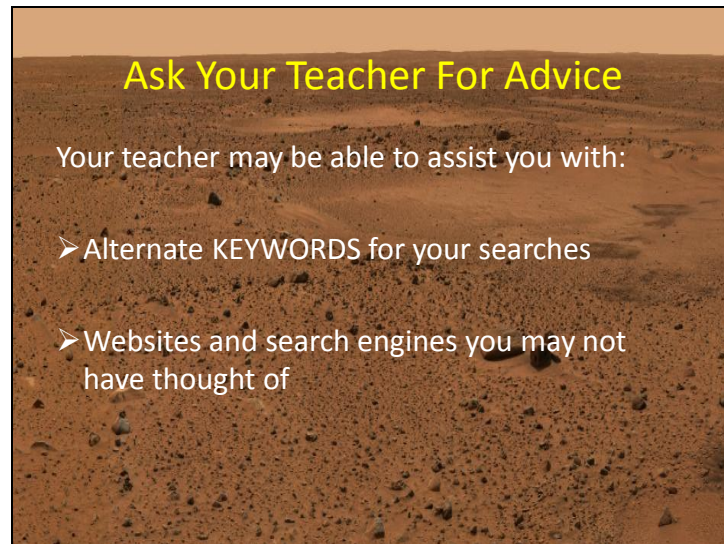 Ask Your Teacher For Advice
Your teacher may be able to assist you with:
➢Alternate KEYWORDS for your searches
➢Websites and search engines you may not
have thought of